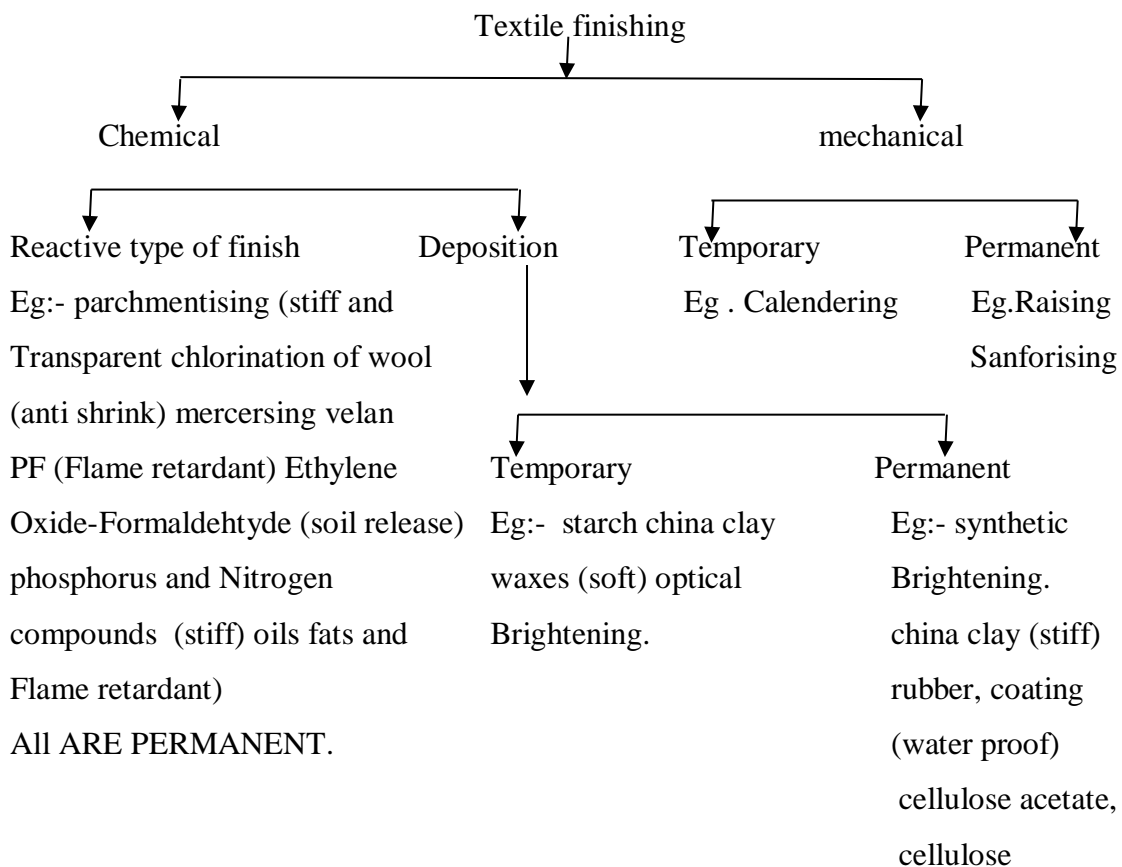 Textile finishing
Chemical
mechanical
Reactive type of finish
Eg:- parchmentising (stiff and
Transparent chlorination of wool
(anti shrink) mercersing velan
PF (Flame retardant) Ethylene
Oxide-Formaldehtyde (soil release)
phosphorus and Nitrogen
compounds (stiff) oils fats and
Flame retardant)
All ARE PERMANENT.
Deposition
Temporary
Eg:- starch china clay
waxes (soft) optical
Brightening.
Permanent
Eg:- synthetic
Brightening.
china clay (stiff)
rubber, coating
(water proof)
cellulose acetate,
cellulose
Temporary
Eg . Calendering
Permanent
Eg.Raising
Sanforising